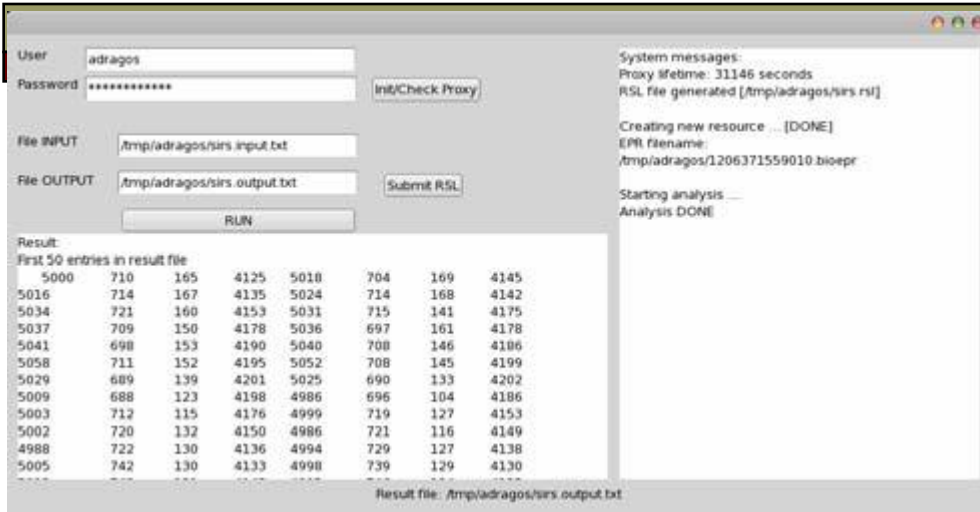 User
adragos
Password
************
Init/Check Proxy
File INPUT
/tmp/adragos/sirs.input.txt
File OUTPUT
/tmp/adragos/sirs.output.txt
Submit RSL
RUN
Result:
First 50 entries in result file
5000 710 165 4125 5018 704 169 4145
5016 714 167 4135 5024 714 168 4142
5034 721 160 4153 5031 715 141 4175
5037 709 150 4178 5036 697 161 4178
5041 698 153 4190 5040 708 146 4186
5058 711 152 4195 5052 708 145 4199
5029 689 139 4201 5025 690 133 4202
5009 688 123 4198 4986 696 104 4186
5003 712 115 4176 4999 719 127 4153
5002 720 132 4150 4986 721 116 4149
4988 722 130 4136 4994 729 127 4138
5005 742 130 4133 4998 739 129 4130
System messages:
Proxy lifetime: 31146 seconds
RSL file generated [/tmp/adragos/sirs.rsl]
Creating new resource ... [DONE]
EPR filename:
/tmp/adragos/1206371559010.bioepr
Starting analysis ...
Analysis DONE
Result file: /tmp/adragos/sirs.output.txt